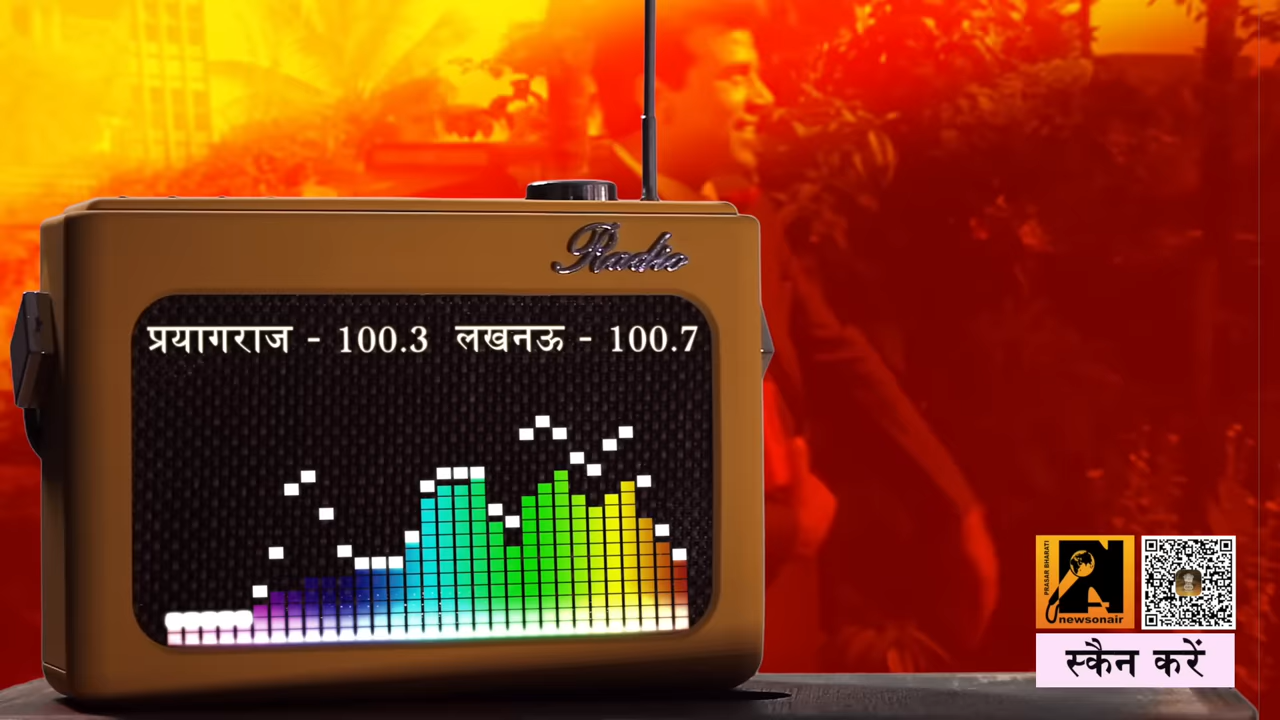 Radio
प्रयागराज - 100.3 लखनऊ - 100.7
PRASAR BHARATI
newsonair
स्कैन करें